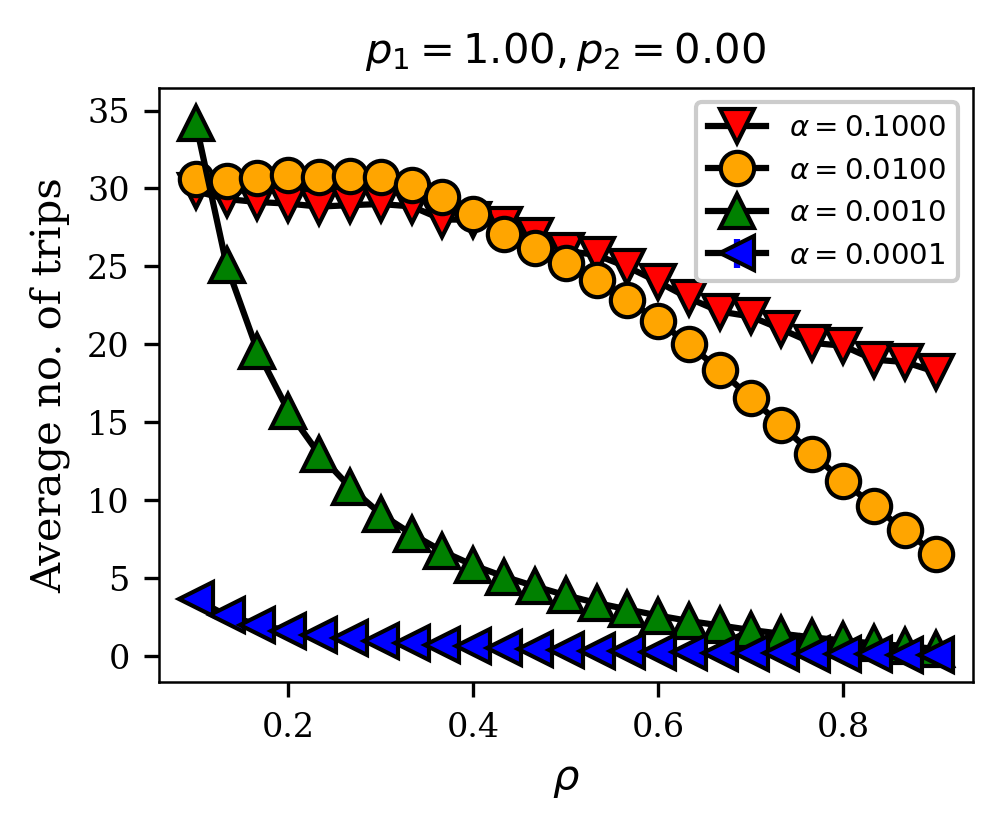 p₁ = 1.00, p₂ = 0.00
Average no. of trips
35
30
25
20
15
10
5
0
α = 0.1000
α = 0.0100
α = 0.0010
α = 0.0001
0.2 0.4 0.6 0.8
ρ